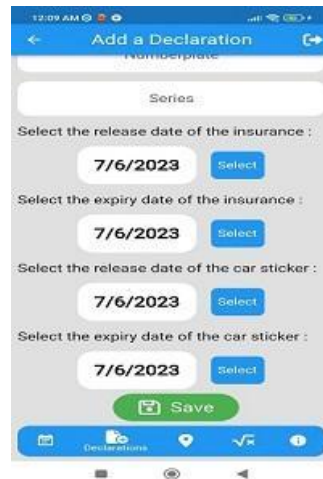 12:09 AM
Add a Declaration
Numberplate
Series
Select the release date of the insurance :
7/6/2023
Select
Select the expiry date of the insurance :
7/6/2023
Select
Select the release date of the car sticker :
7/6/2023
Select
Select the expiry date of the car sticker :
7/6/2023
Select
Save
Declarations